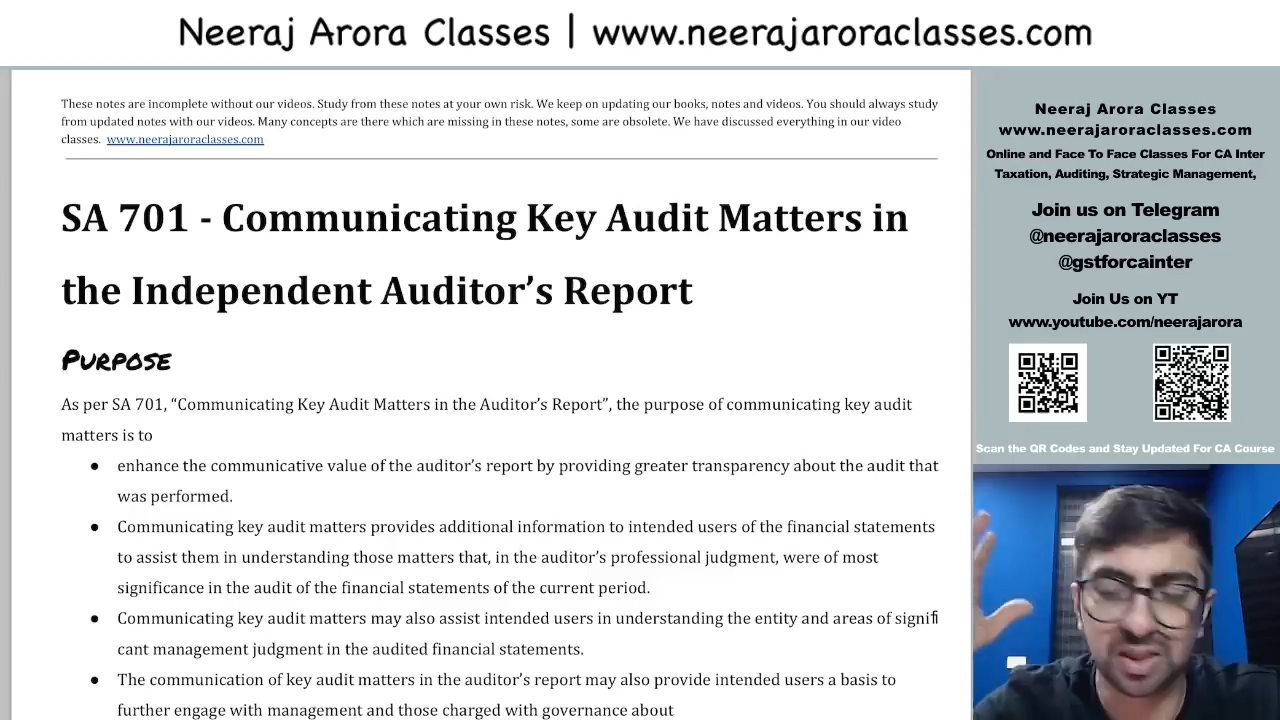 Neeraj Arora Classes | www.neerajaroraclasses.com
These notes are incomplete without our videos. Study from these notes at your own risk. We keep on updating our books, notes and videos. You should always study
from updated notes with our videos. Many concepts are there which are missing in these notes, some are obsolete. We have discussed everything in our video
classes. www.neerajaroraclasses.com
SA 701 - Communicating Key Audit Matters in
the Independent Auditor’s Report
PURPOSE
As per SA 701, “Communicating Key Audit Matters in the Auditor’s Report”, the purpose of communicating key audit
matters is to
● enhance the communicative value of the auditor’s report by providing greater transparency about the audit that
was performed.
● Communicating key audit matters provides additional information to intended users of the financial statements
to assist them in understanding those matters that, in the auditor’s professional judgment, were of most
significance in the audit of the financial statements of the current period.
● Communicating key audit matters may also assist intended users in understanding the entity and areas of signifi
cant management judgment in the audited financial statements.
● The communication of key audit matters in the auditor’s report may also provide intended users a basis to
further engage with management and those charged with governance about
Neeraj Arora Classes
www.neerajaroraclasses.com
Online and Face To Face Classes For CA Inter
Taxation, Auditing, Strategic Management,
Join us on Telegram
@neerajaroraclasses
@gstforcainter
Join Us on YT
www.youtube.com/neerajarora
Scan the QR Codes and Stay Updated For CA Course